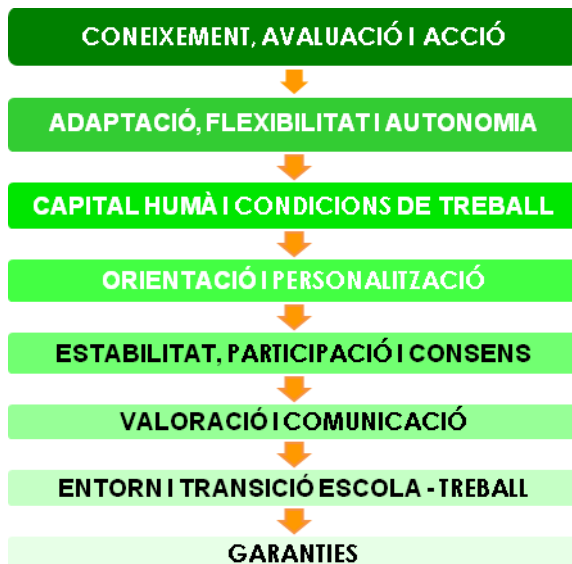 CONEIXEMENT, AVALUACIÓ I ACCIÓ
ADAPTACIÓ, FLEXIBILITAT I AUTONOMIA
CAPITAL HUMÀ I CONDICIONS DE TREBALL
ORIENTACIÓ I PERSONALITZACIÓ
ESTABILITAT, PARTICIPACIÓ I CONSENS
VALORACIÓ I COMUNICACIÓ
ENTORN I TRANSICIÓ ESCOLA - TREBALL
GARANTIES